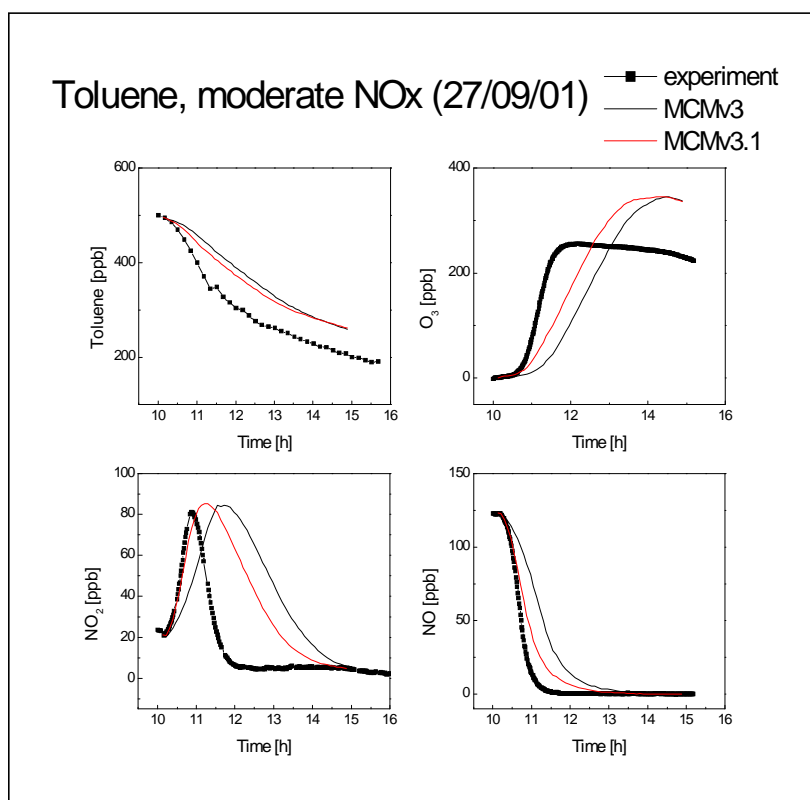 Toluene, moderate NOx (27/09/01)
experiment
MCMv3
MCMv3.1
600
400
200
Toluene [ppb]
10 11 12 13 14 15 16
Time [h]
400
200
0
O3 [ppb]
10 11 12 13 14 15 16
Time [h]
100
80
60
40
20
0
NO2 [ppb]
10 11 12 13 14 15 16
Time [h]
150
125
100
75
50
25
0
NO [ppb]
10 11 12 13 14 15 16
Time [h]